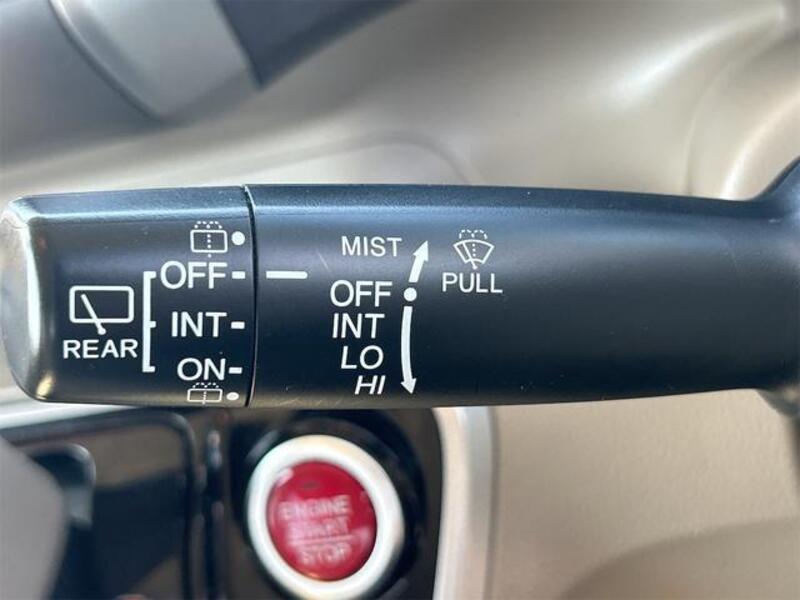 MIST
PULL
OFF
INT
LO
HI
OFF
INT
ON
REAR
ENGINE
START
STOP